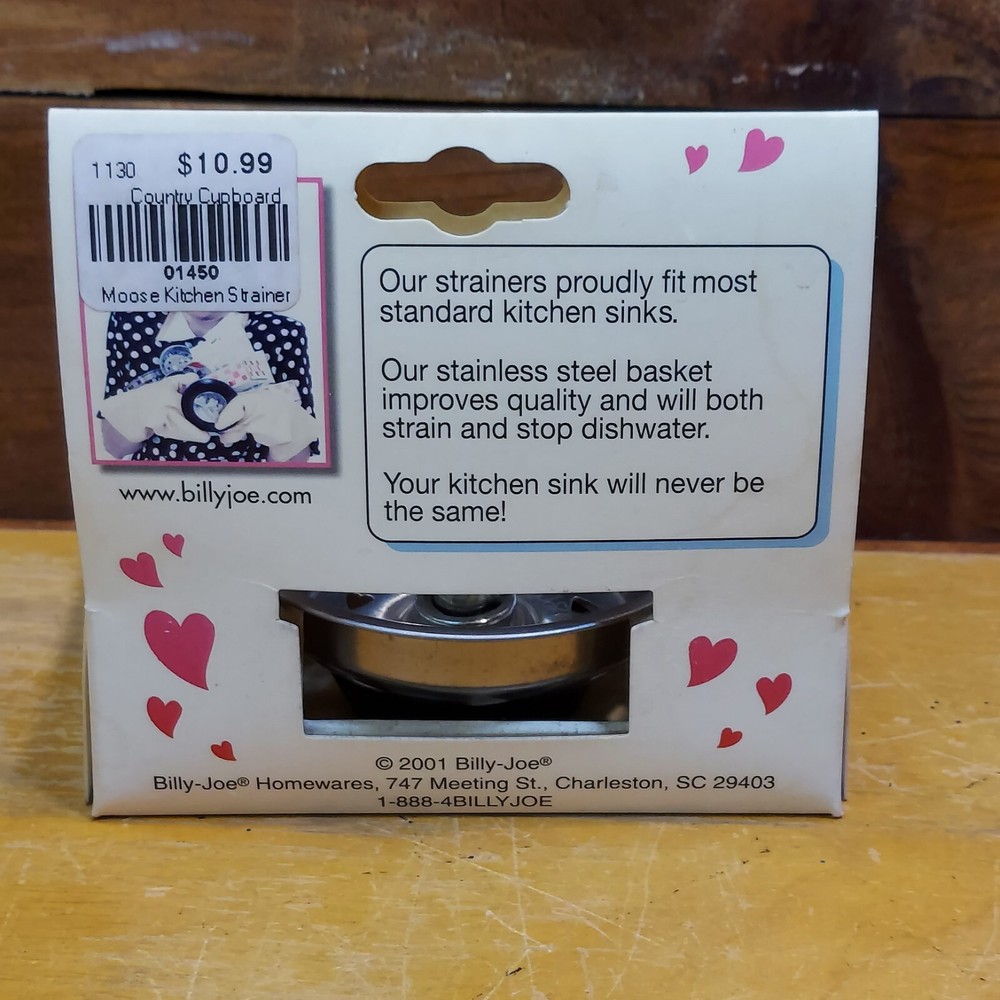 1130 $10.99
Country Cupboard
01450
Moose Kitchen Strainer
www.billyjoe.com
Our strainers proudly fit most
standard kitchen sinks.
Our stainless steel basket
improves quality and will both
strain and stop dishwater.
Your kitchen sink will never be
the same!
© 2001 Billy-Joe®
Billy-Joe® Homewares, 747 Meeting St., Charleston, SC 29403
1-888-4BILLYJOE